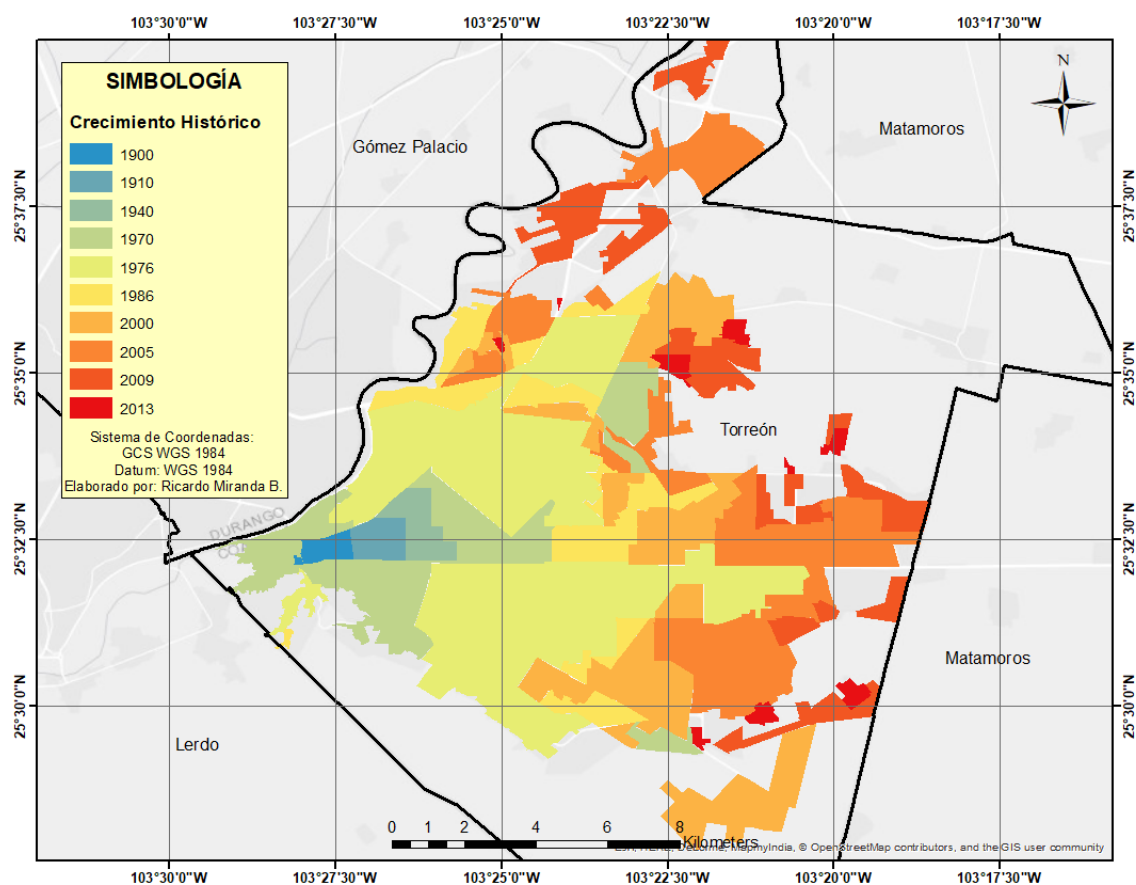 103°30'0"W 103°27'30"W 103°25'0"W 103°22'30"W 103°20'0"W 103°17'30"W
SIMBOLOGÍA
Crecimiento Histórico
1900
1910
1940
1970
1976
1986
2000
2005
2009
2013
Sistema de Coordenadas:
GCS WGS 1984
Datum: WGS 1984
Elaborado por: Ricardo Miranda B.
N
Gómez Palacio
Matamoros
25°37'30"N
25°37'30"N
25°35'0"N
25°35'0"N
Torreón
DURANGO
25°32'30"N
25°32'30"N
Matamoros
25°30'0"N
25°30'0"N
Lerdo
0 1 2 4 6 8
Kilometers
MapmyIndia, © OpenStreetMap contributors, and the GIS user community
103°30'0"W 103°27'30"W 103°25'0"W 103°22'30"W 103°20'0"W 103°17'30"W